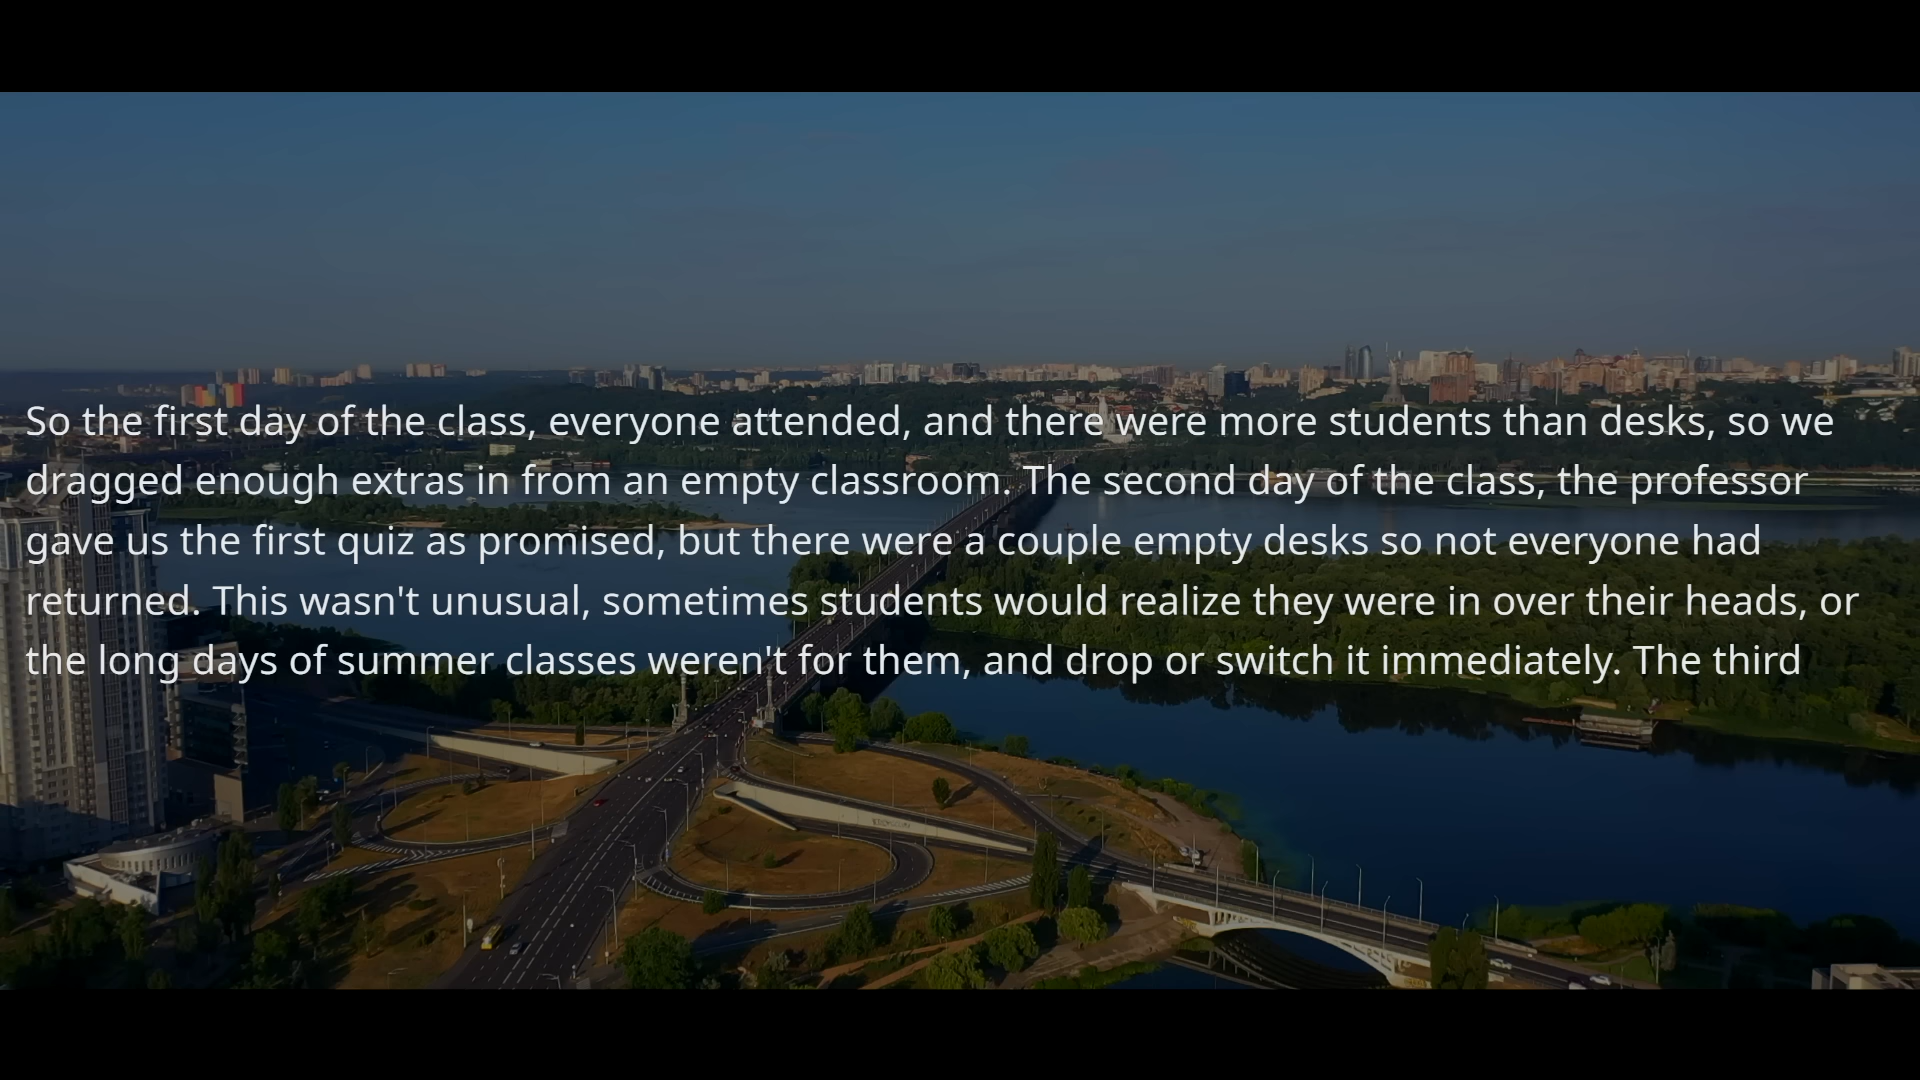 So the first day of the class, everyone attended, and there were more students than desks, so we
dragged enough extras in from an empty classroom. The second day of the class, the professor
gave us the first quiz as promised, but there were a couple empty desks so not everyone had
returned. This wasn't unusual, sometimes students would realize they were in over their heads, or
the long days of summer classes weren't for them, and drop or switch it immediately. The third